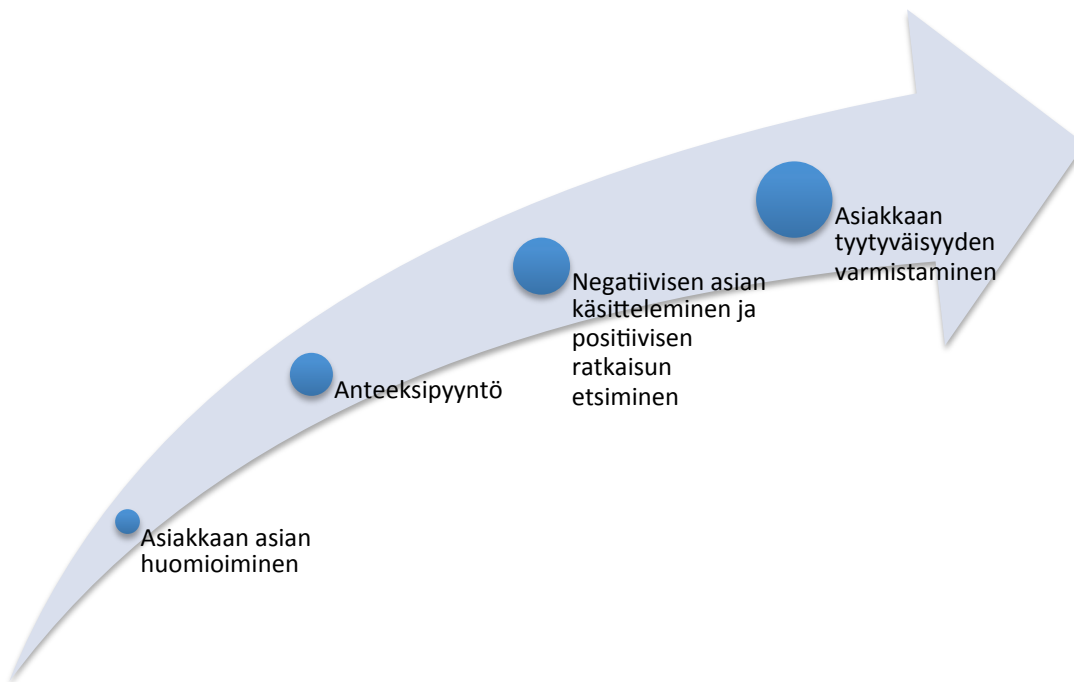 Asiakkaan asian
huomioiminen
Anteeksipyyntö
Negatiivisen asian
käsitteleminen ja
positiivisen
ratkaisun
etsiminen
Asiakkaan
tyytyväisyyden
varmistaminen